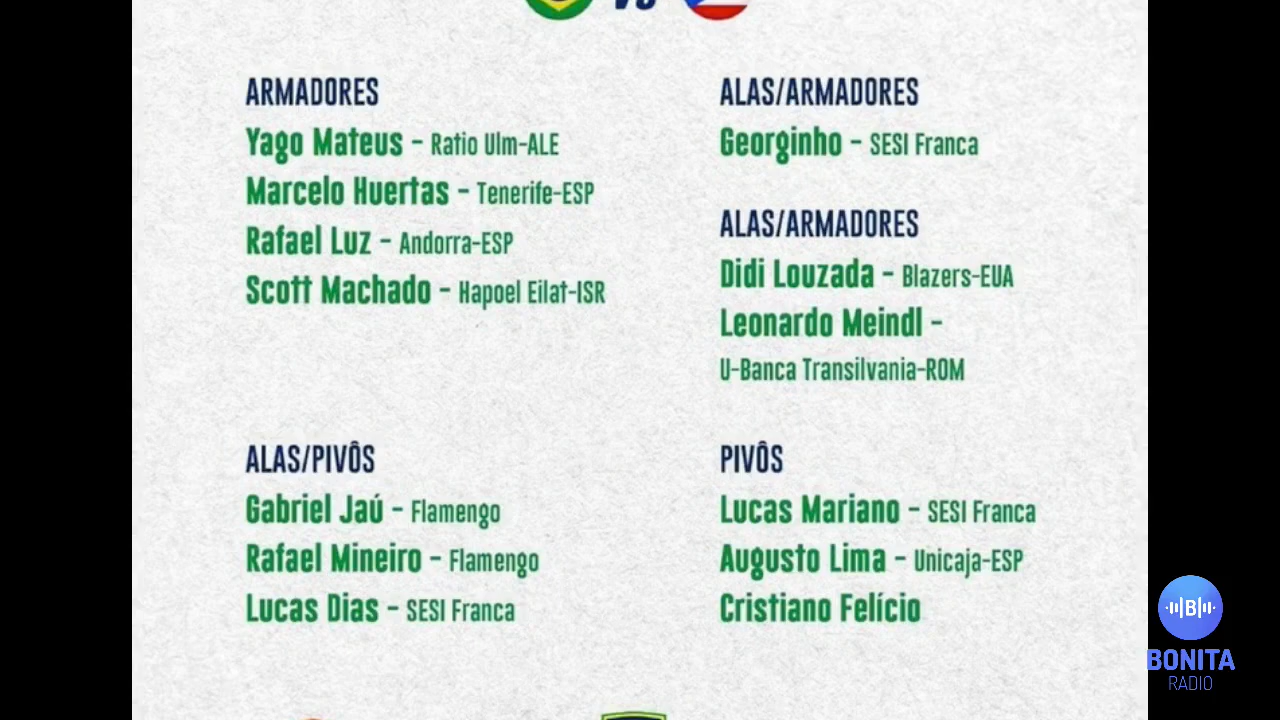 vs
ARMADORES
Yago Mateus - Ratio Ulm-ALE
Marcelo Huertas - Tenerife-ESP
Rafael Luz - Andorra-ESP
Scott Machado - Hapoel Eilat-ISR
ALAS/ARMADORES
Georginho - SESI Franca
ALAS/ARMADORES
Didi Louzada - Blazers-EUA
Leonardo Meindl -
U-Banca Transilvania-ROM
ALAS/PIVÔS
Gabriel Jaú - Flamengo
Rafael Mineiro - Flamengo
Lucas Dias - SESI Franca
PIVÔS
Lucas Mariano - SESI Franca
Augusto Lima - Unicaja-ESP
Cristiano Felício
B
BONITA
RADIO